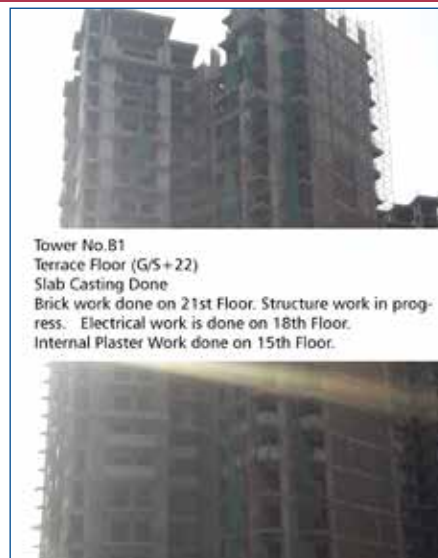 Tower No.B1
Terrace Floor (G/S+22)
Slab Casting Done
Brick work done on 21st Floor. Structure work in prog-
ress. Electrical work is done on 18th Floor.
Internal Plaster Work done on 15th Floor.